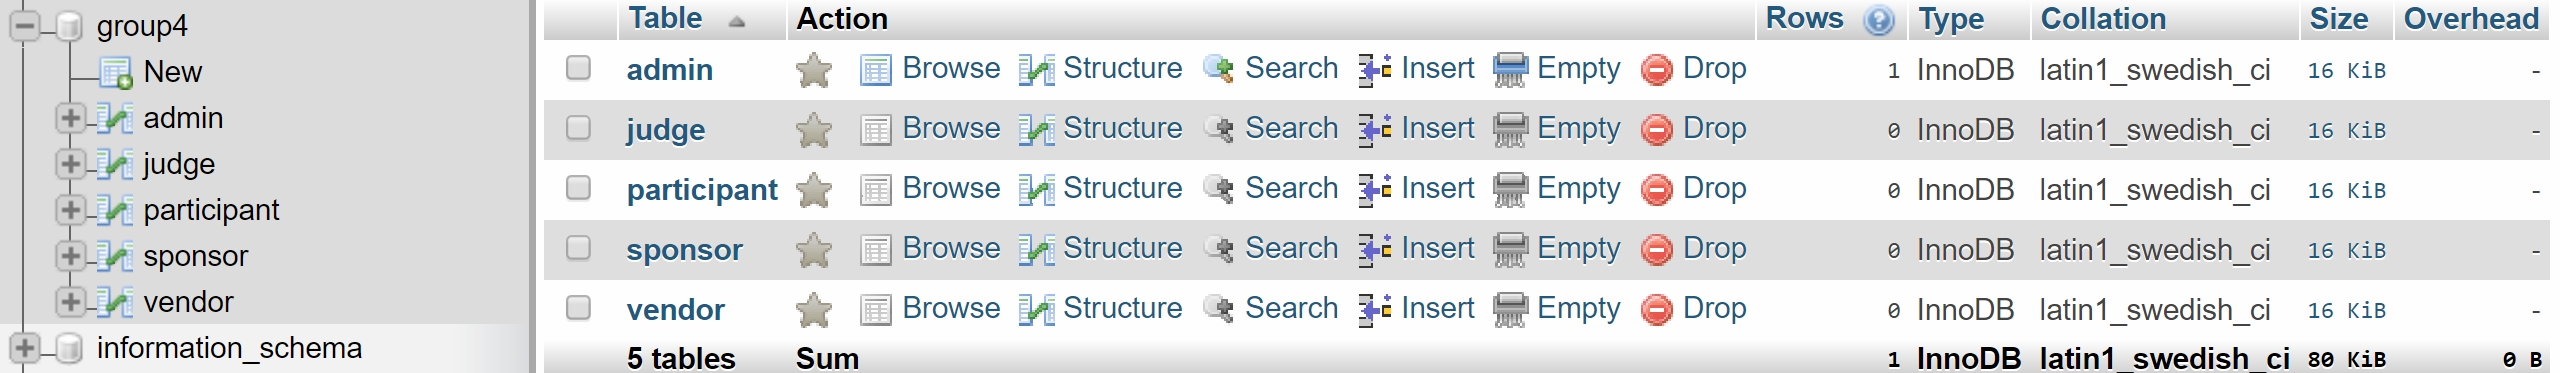 group4
New
admin
judge
participant
sponsor
vendor
information_schema
Table Action Rows Type Collation Size Overhead
admin Browse Structure Search Insert Empty Drop 1 InnoDB latin1_swedish_ci 16 KiB -
judge Browse Structure Search Insert Empty Drop 0 InnoDB latin1_swedish_ci 16 KiB -
participant Browse Structure Search Insert Empty Drop 0 InnoDB latin1_swedish_ci 16 KiB -
sponsor Browse Structure Search Insert Empty Drop 0 InnoDB latin1_swedish_ci 16 KiB -
vendor Browse Structure Search Insert Empty Drop 0 InnoDB latin1_swedish_ci 16 KiB -
5 tables Sum 1 InnoDB latin1_swedish_ci 80 KiB 0 B